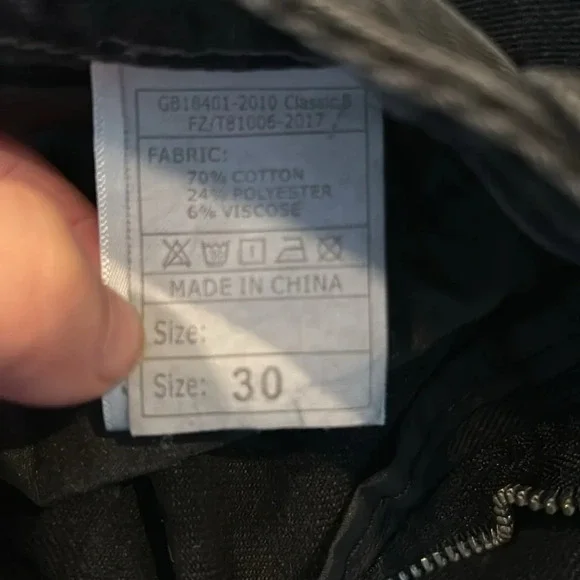 GB18401-2010 Classic B
FZ/T81006-2017
FABRIC:
70% COTTON
24% POLYESTER
6% VISCOSE
MADE IN CHINA
Size:
Size: 30